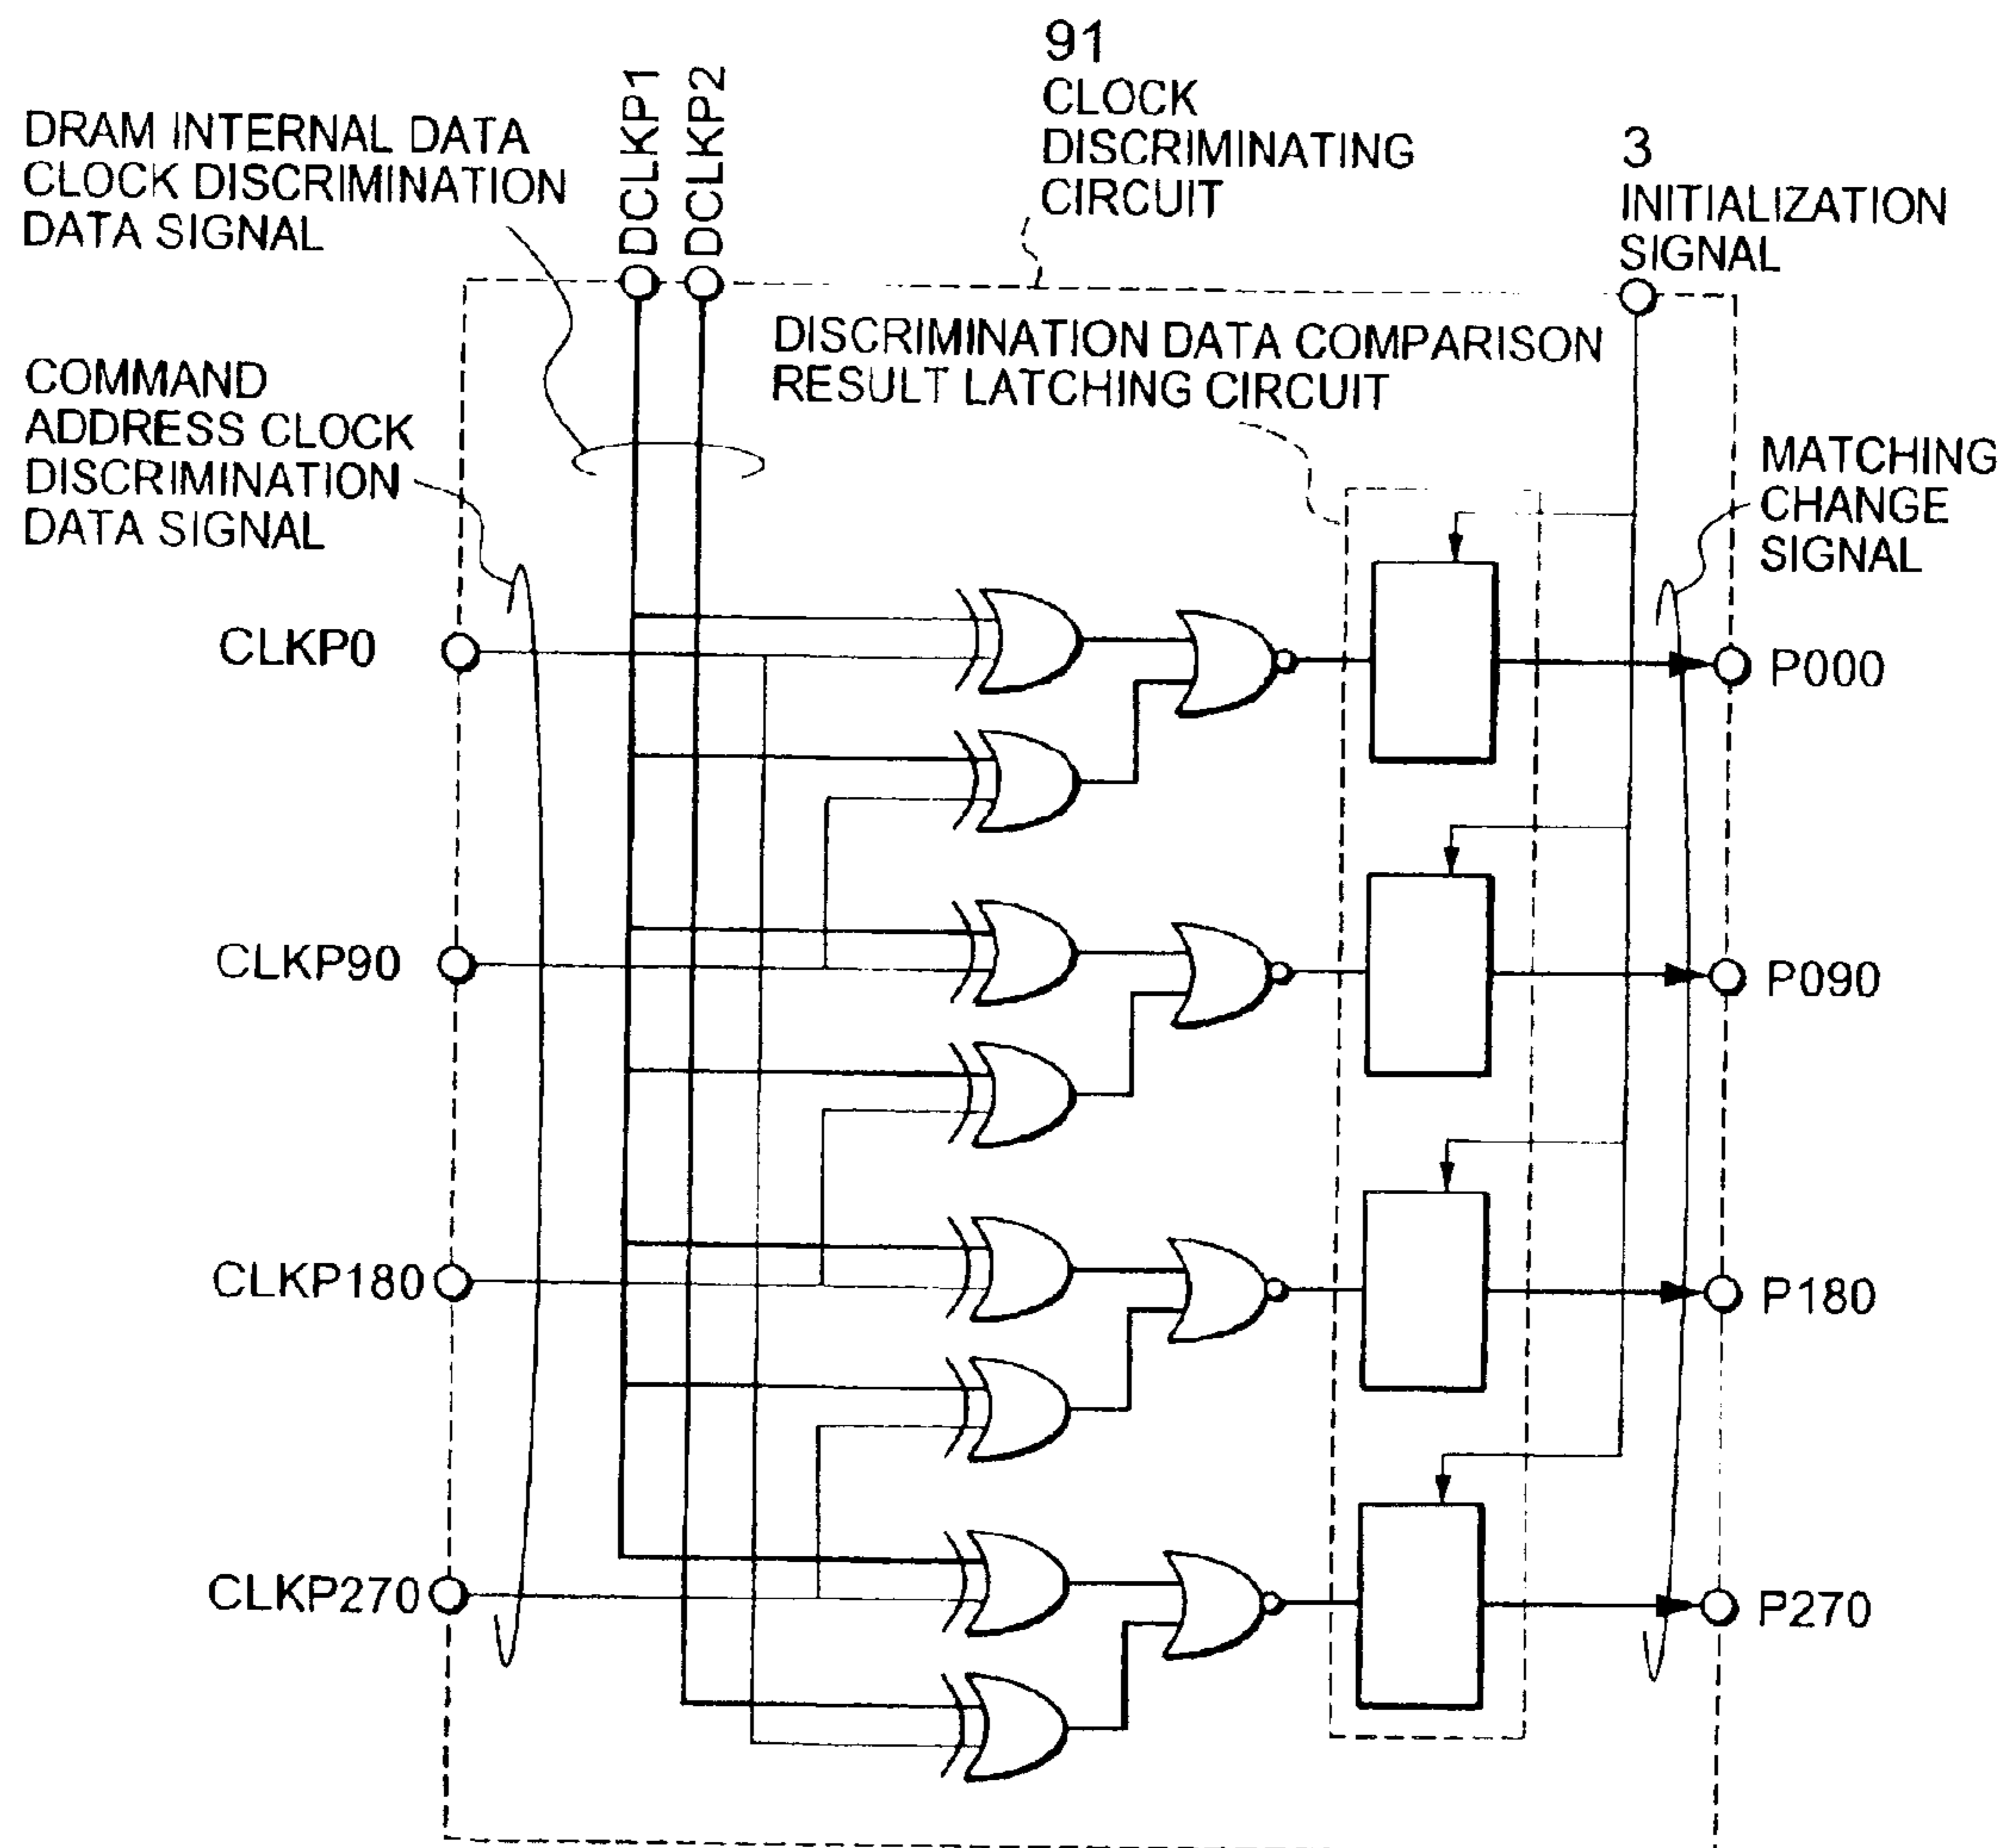 91
CLOCK
DISCRIMINATING
CIRCUIT
DCLKP1
DCLKP2
DRAM INTERNAL DATA
CLOCK DISCRIMINATION
DATA SIGNAL
3
INITIALIZATION
SIGNAL
DISCRIMINATION DATA COMPARISON
RESULT LATCHING CIRCUIT
COMMAND
ADDRESS CLOCK
DISCRIMINATION
DATA SIGNAL
MATCHING
CHANGE
SIGNAL
CLKP0
P000
CLKP90
P090
CLKP180
P180
CLKP270
P270